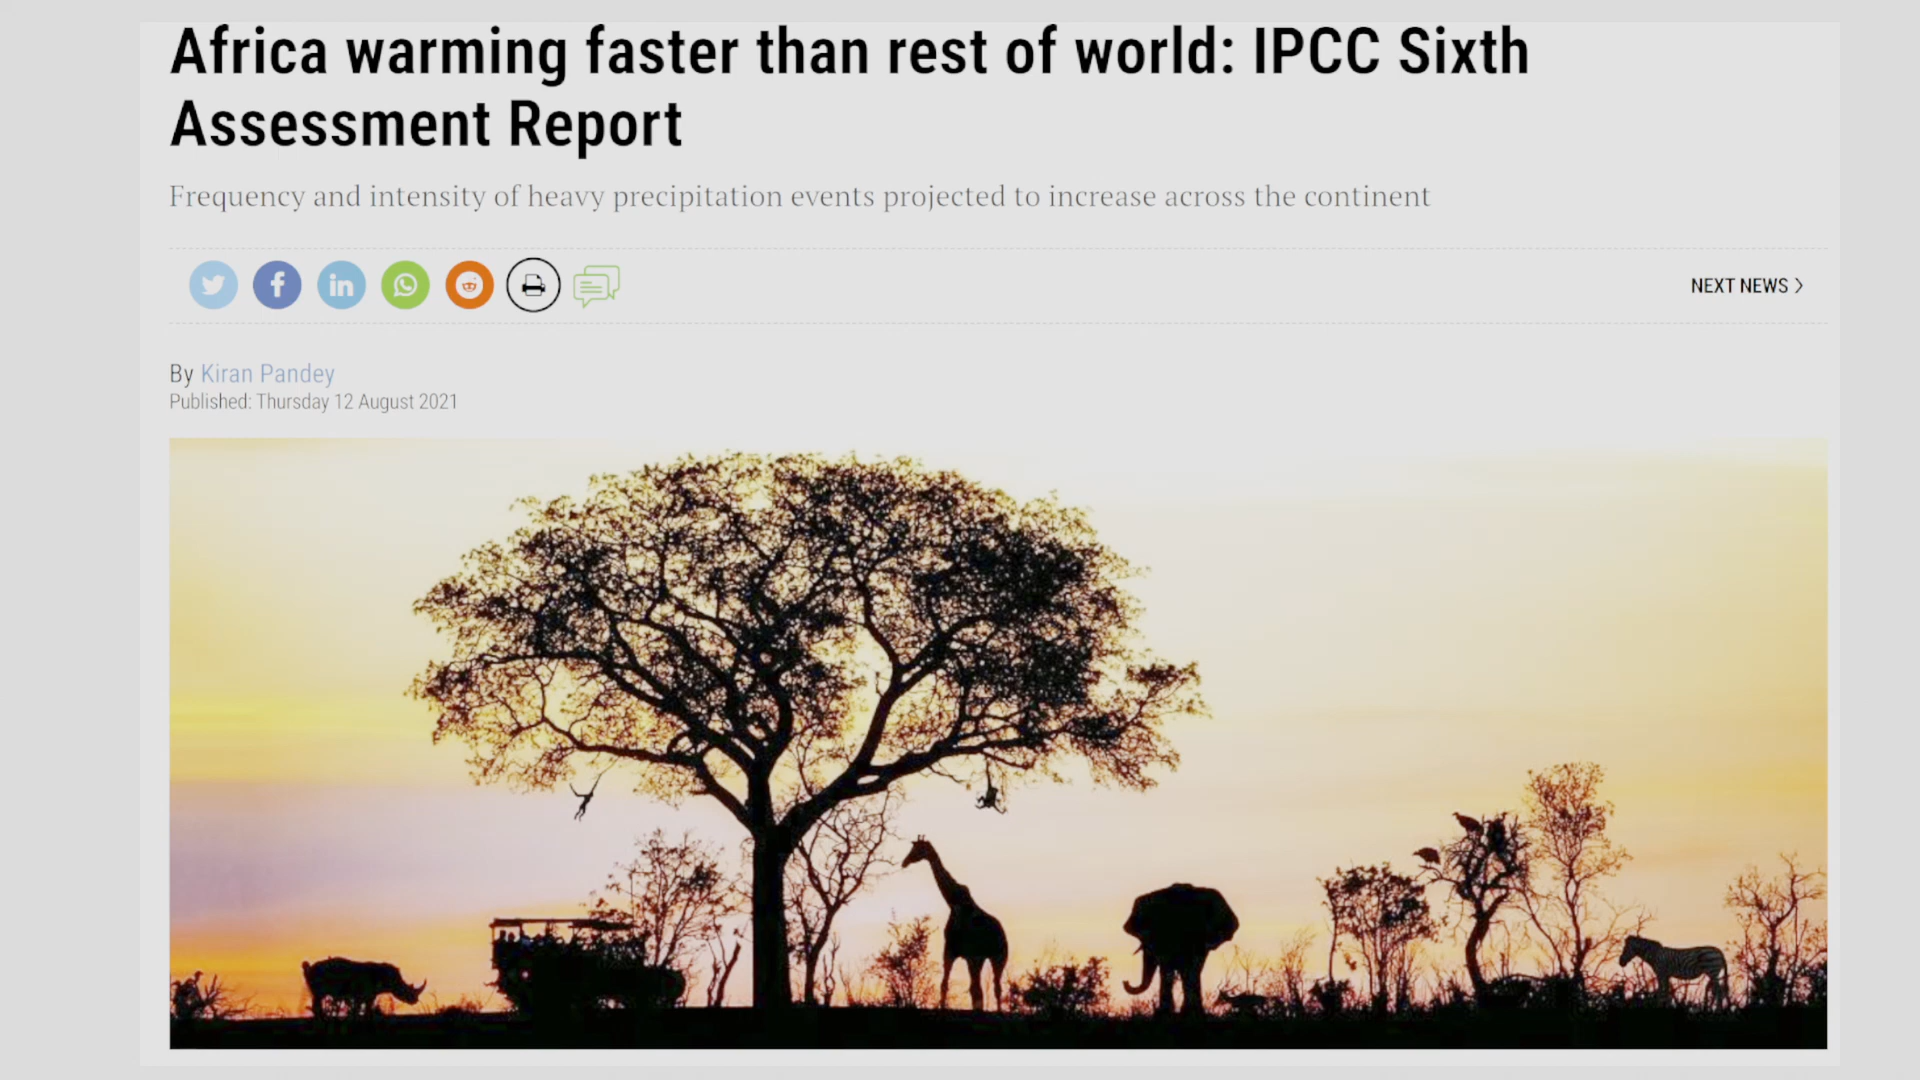 Africa warming faster than rest of world: IPCC Sixth
Assessment Report
Frequency and intensity of heavy precipitation events projected to increase across the continent
NEXT NEWS >
By Kiran Pandey
Published: Thursday 12 August 2021